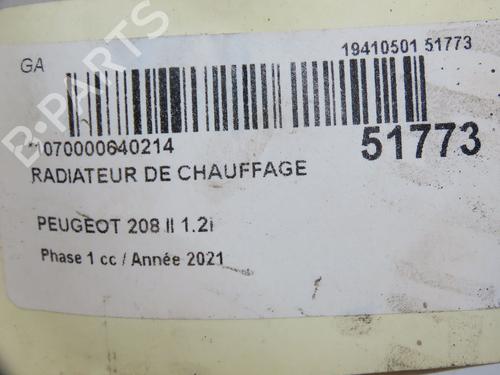 GA
19410501 51773
*1070000640214
51773
RADIATEUR DE CHAUFFAGE
PEUGEOT 208 II 1.2i
Phase 1 cc / Année 2021
B-PARTS